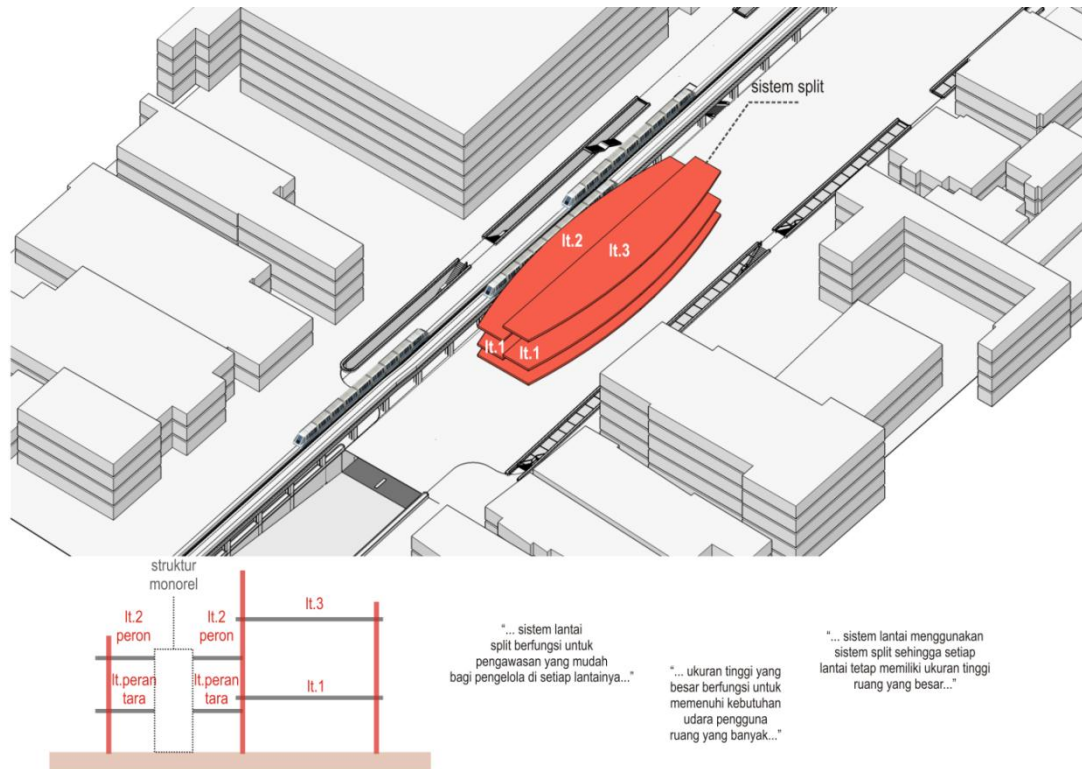 sistem split
lt.2
lt.3
lt.1
lt.1
struktur
monorel
lt.2
peron
lt.2
peron
lt.3
lt.peran
tara
lt.peran
tara
lt.1
“... sistem lantai
split berfungsi untuk
pengawasan yang mudah
bagi pengelola di setiap lantainya...”
“... ukuran tinggi yang
besar berfungsi untuk
memenuhi kebutuhan
udara pengguna
ruang yang banyak...”
“... sistem lantai menggunakan
sistem split sehingga setiap
lantai tetap memiliki ukuran tinggi
ruang yang besar...”